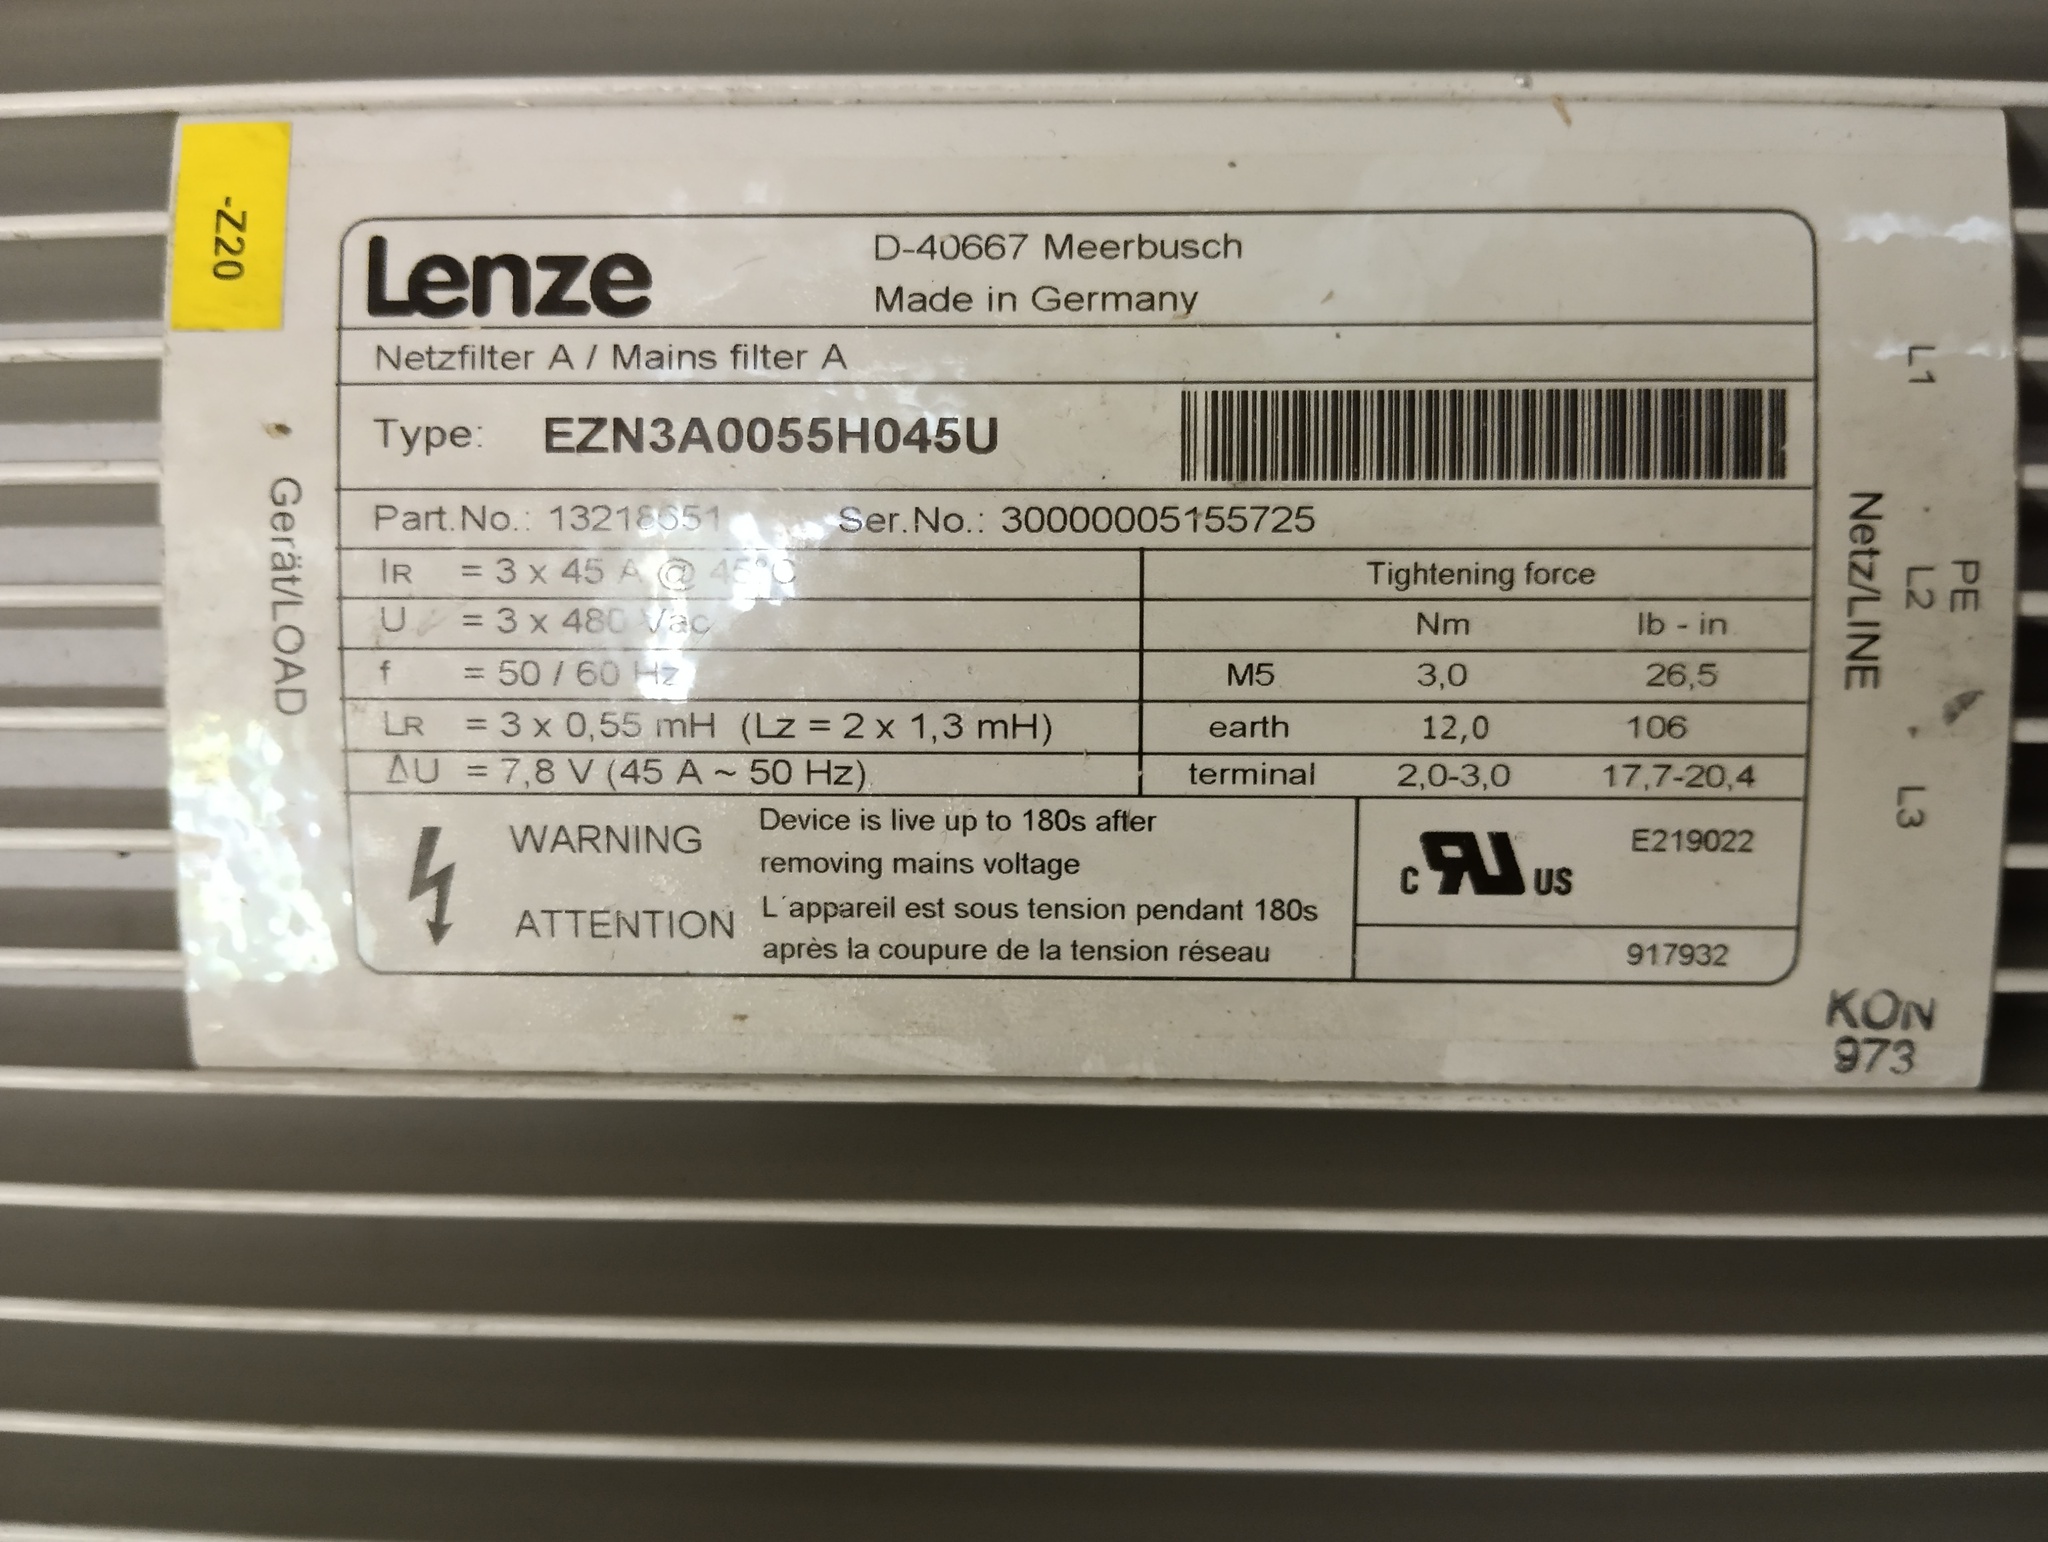 -Z20
Lenze
D-40667 Meerbusch
Made in Germany
Netzfilter A / Mains filter A
Type: EZN3A0055H045U
Part.No.: Ser.No.: 30000005155725
IR = 3 x 45 A @ 45°C
U = 3 x 480 Vac
f = 50 / 60 Hz
LR = 3 x 0,55 mH (Lz = 2 x 1,3 mH)
ΔU = 7,8 V (45 A ~ 50 Hz)
Tightening force
Nm lb - in
M5 3,0 26,5
earth 12,0 106
terminal 2,0-3,0 17,7-20,4
WARNING
Device is live up to 180s after
removing mains voltage
ATTENTION
L´appareil est sous tension pendant 180s
après la coupure de la tension réseau
c RU US
E219022
917932
Gerät/LOAD
Netz/LINE
L1
L2
L3
PE
KON
973